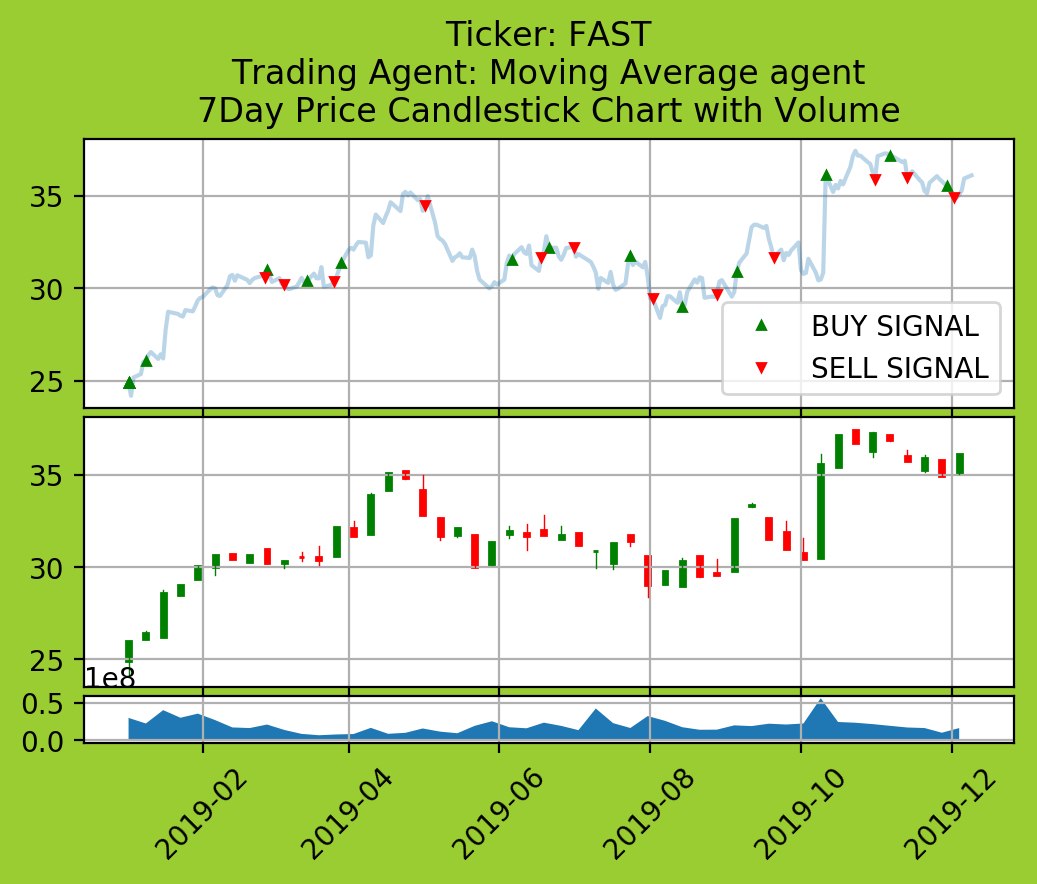 Ticker: FAST
Trading Agent: Moving Average agent
7Day Price Candlestick Chart with Volume
35
30
25
BUY SIGNAL
SELL SIGNAL
35
30
25
1e8
0.5
0.0
2019-02
2019-04
2019-06
2019-08
2019-10
2019-12